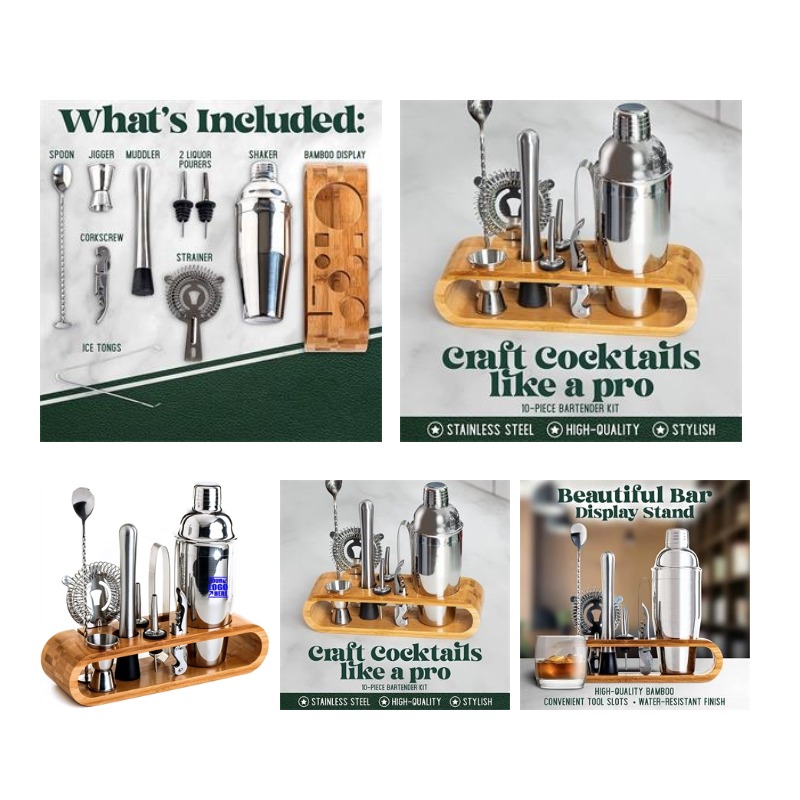 What's Included:
SPOON
JIGGER
MUDDLER
2 LIQUOR
POURERS
SHAKER
BAMBOO DISPLAY
CORKSCREW
STRAINER
ICE TONGS
Craft Cocktails
like a pro
10-PIECE BARTENDER KIT
STAINLESS STEEL HIGH-QUALITY STYLISH
LOGO
HERE
Craft Cocktails
like a pro
10-PIECE BARTENDER KIT
STAINLESS STEEL HIGH-QUALITY STYLISH
Beautiful Bar
Display Stand
HIGH-QUALITY BAMBOO
CONVENIENT TOOL SLOTS • WATER-RESISTANT FINISH